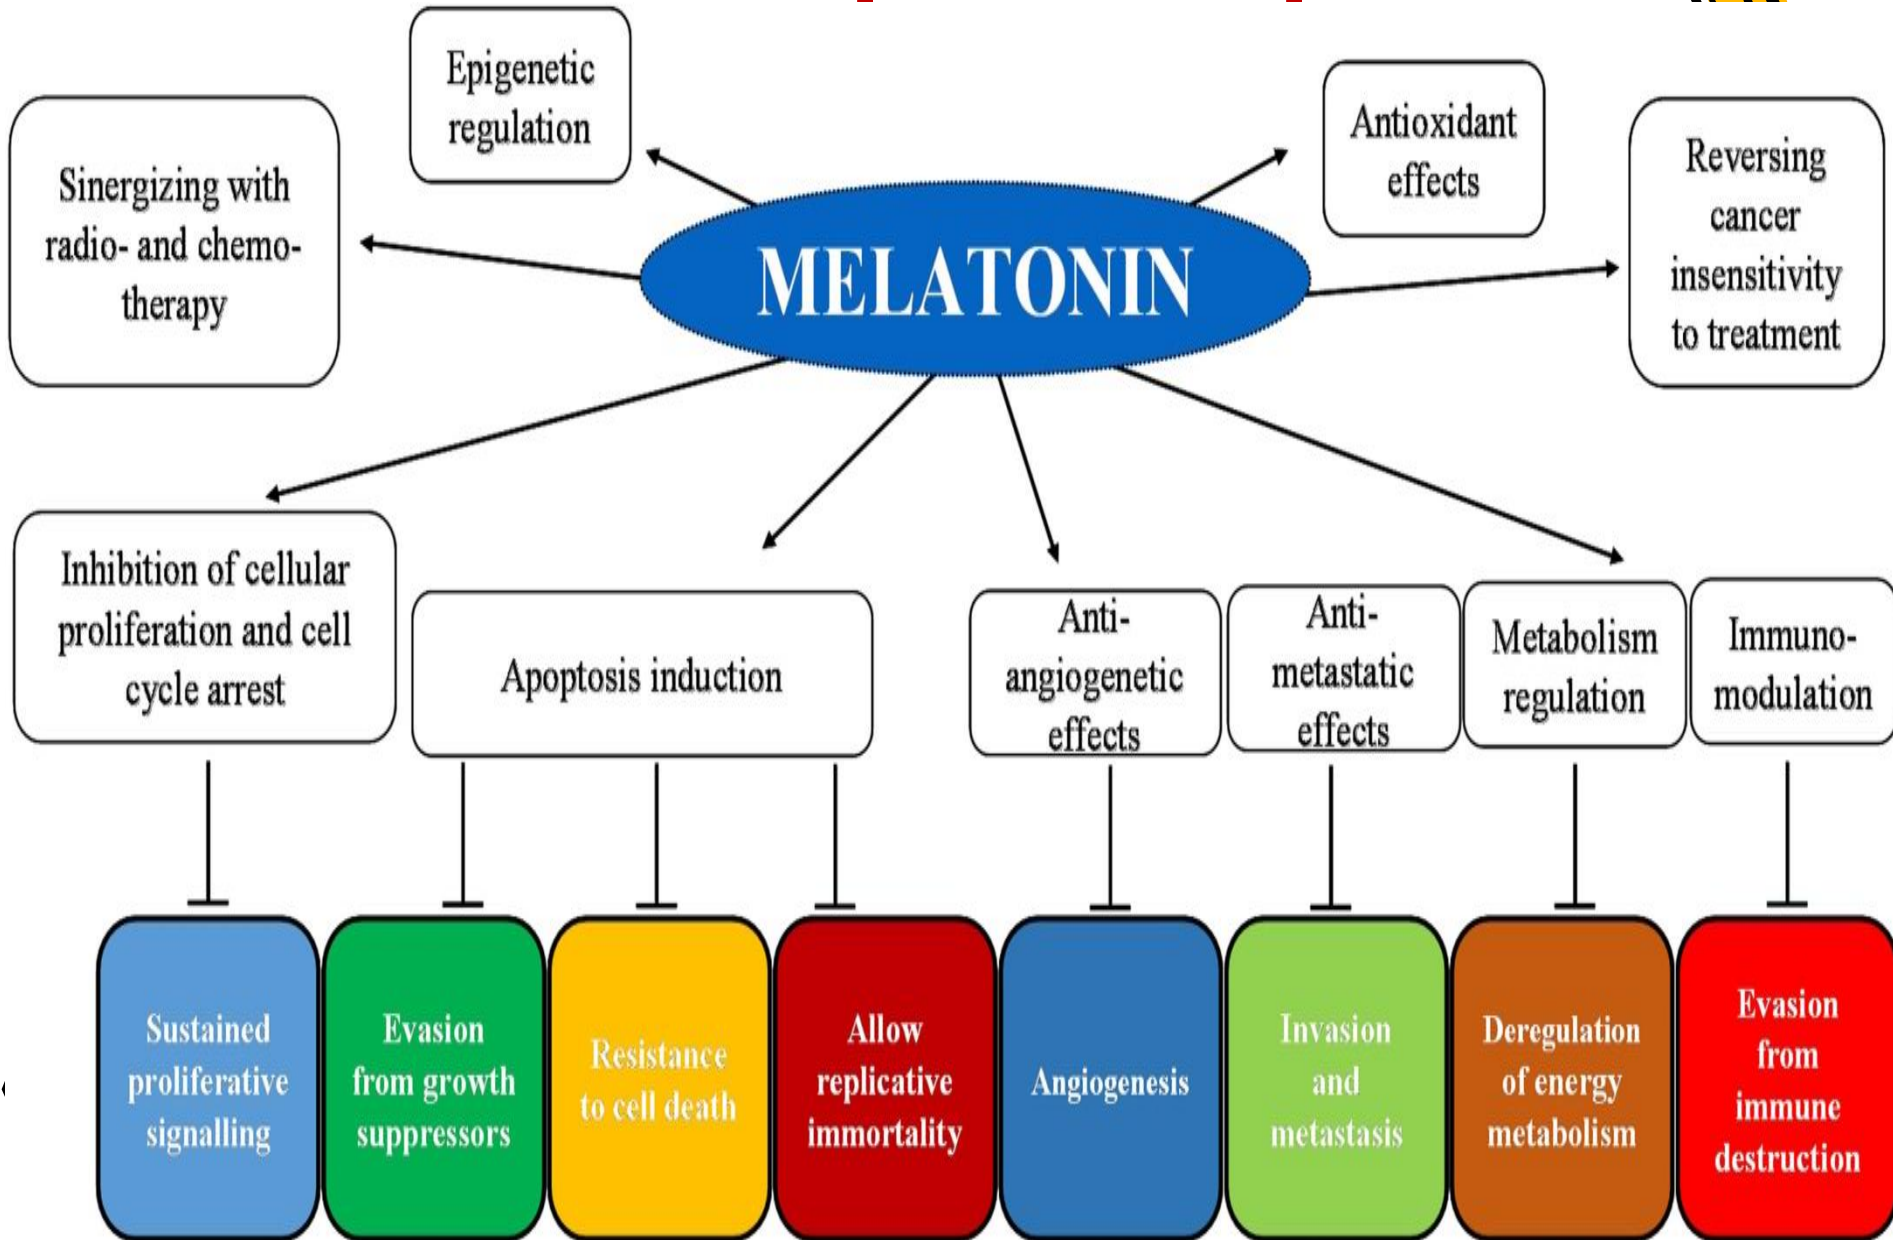 Epigenetic
regulation
Antioxidant
effects
Sinergizing with
radio- and chemo-
therapy
MELATONIN
Reversing
cancer
insensitivity
to treatment
Inhibition of cellular
proliferation and cell
cycle arrest
Apoptosis induction
Anti-
angiogenetic
effects
Anti-
metastatic
effects
Metabolism
regulation
Immuno-
modulation
Sustained
proliferative
signalling
Evasion
from growth
suppressors
Resistance
to cell death
Allow
replicative
immortality
Angiogenesis
Invasion
and
metastasis
Deregulation
of energy
metabolism
Evasion
from
immune
destruction